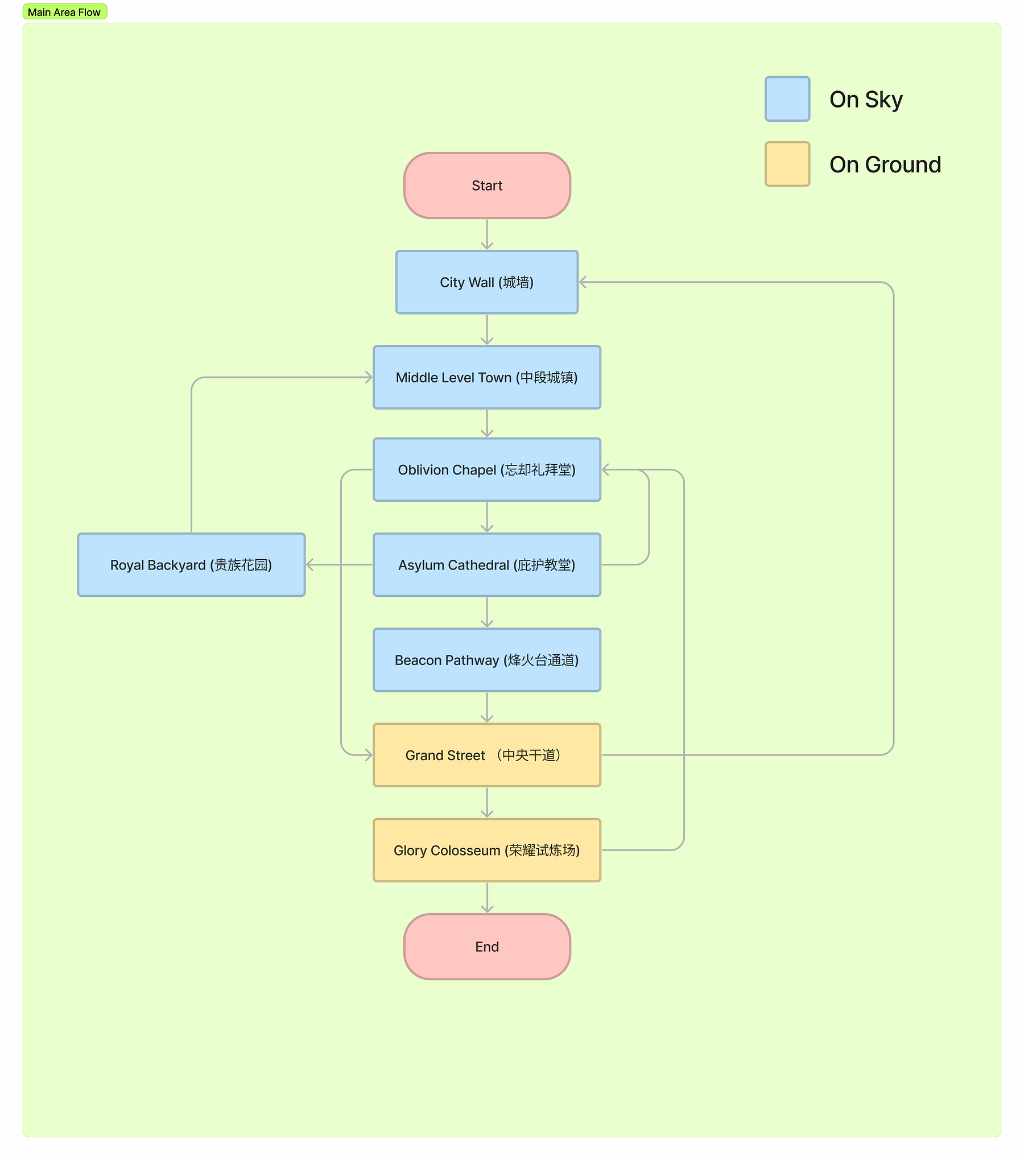 Main Area Flow
On Sky
On Ground
Start
City Wall (城墙)
Middle Level Town (中段城镇)
Oblivion Chapel (忘却礼拜堂)
Royal Backyard (贵族花园)
Asylum Cathedral (庇护教堂)
Beacon Pathway (烽火台通道)
Grand Street （中央干道）
Glory Colosseum (荣耀试炼场)
End